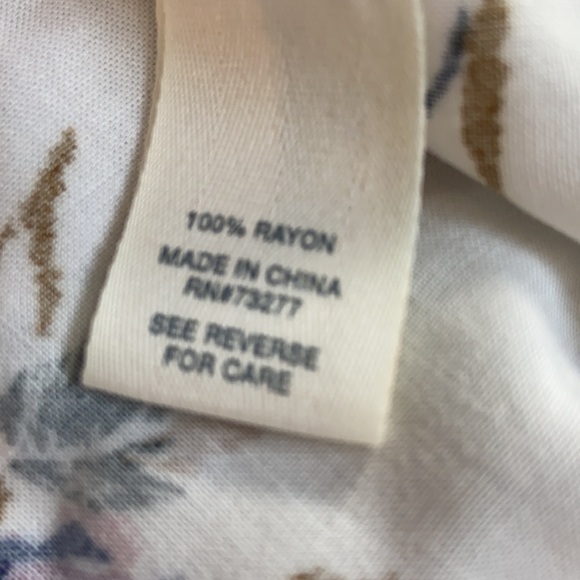 100% RAYON
MADE IN CHINA
RN#73277
SEE REVERSE
FOR CARE